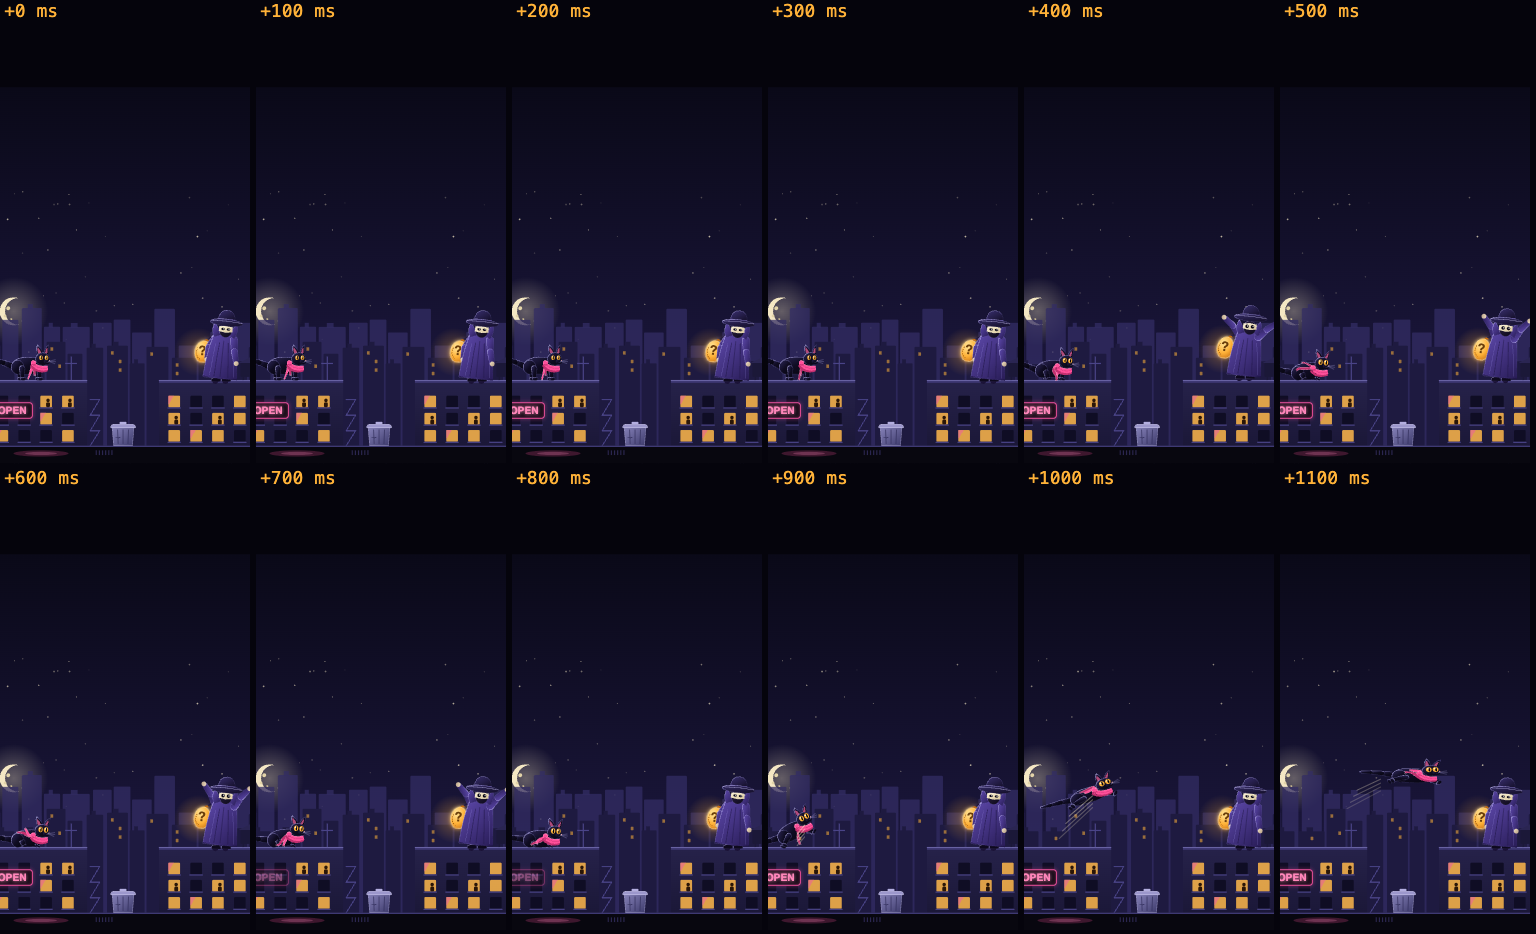 +0 ms
+100 ms
+200 ms
+300 ms
+400 ms
+500 ms
?
?
?
?
?
?
OPEN
OPEN
OPEN
OPEN
OPEN
OPEN
+600 ms
+700 ms
+800 ms
+900 ms
+1000 ms
+1100 ms
?
?
?
?
?
?
OPEN
OPEN
OPEN
OPEN
OPEN
OPEN